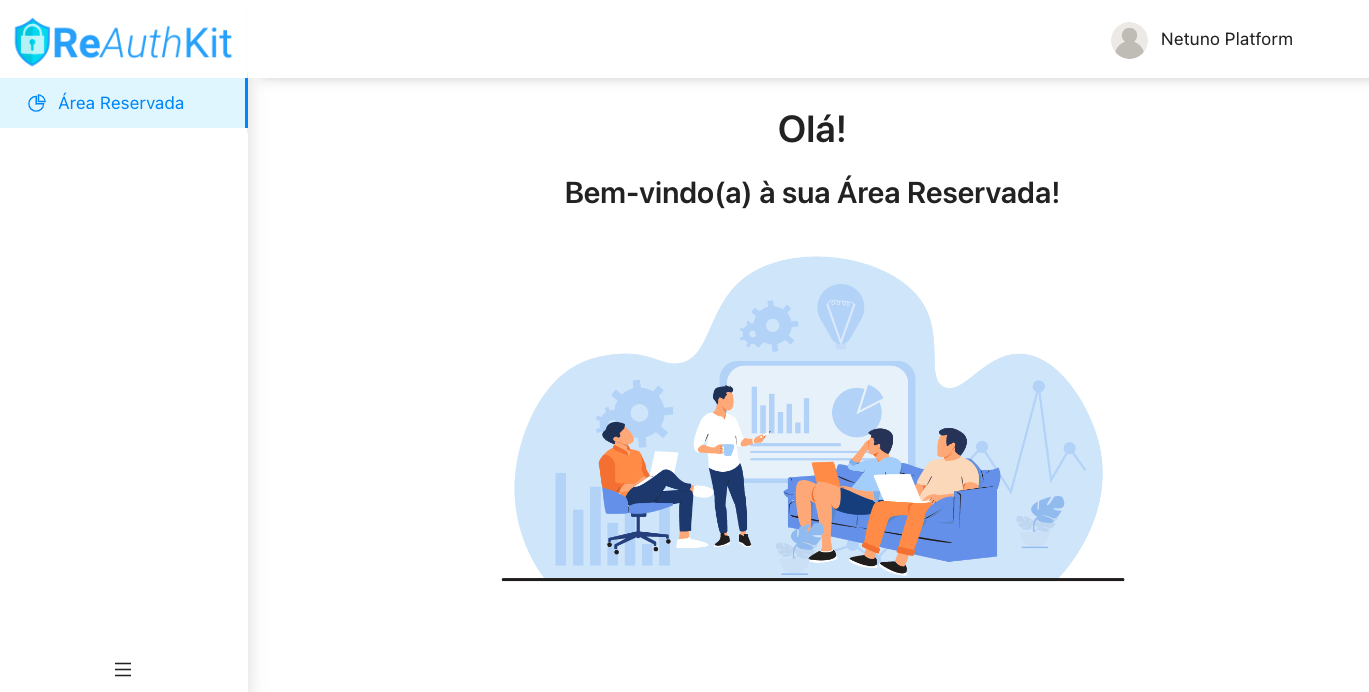 ReAuthKit
Netuno Platform
Área Reservada
Olá!
Bem-vindo(a) à sua Área Reservada!